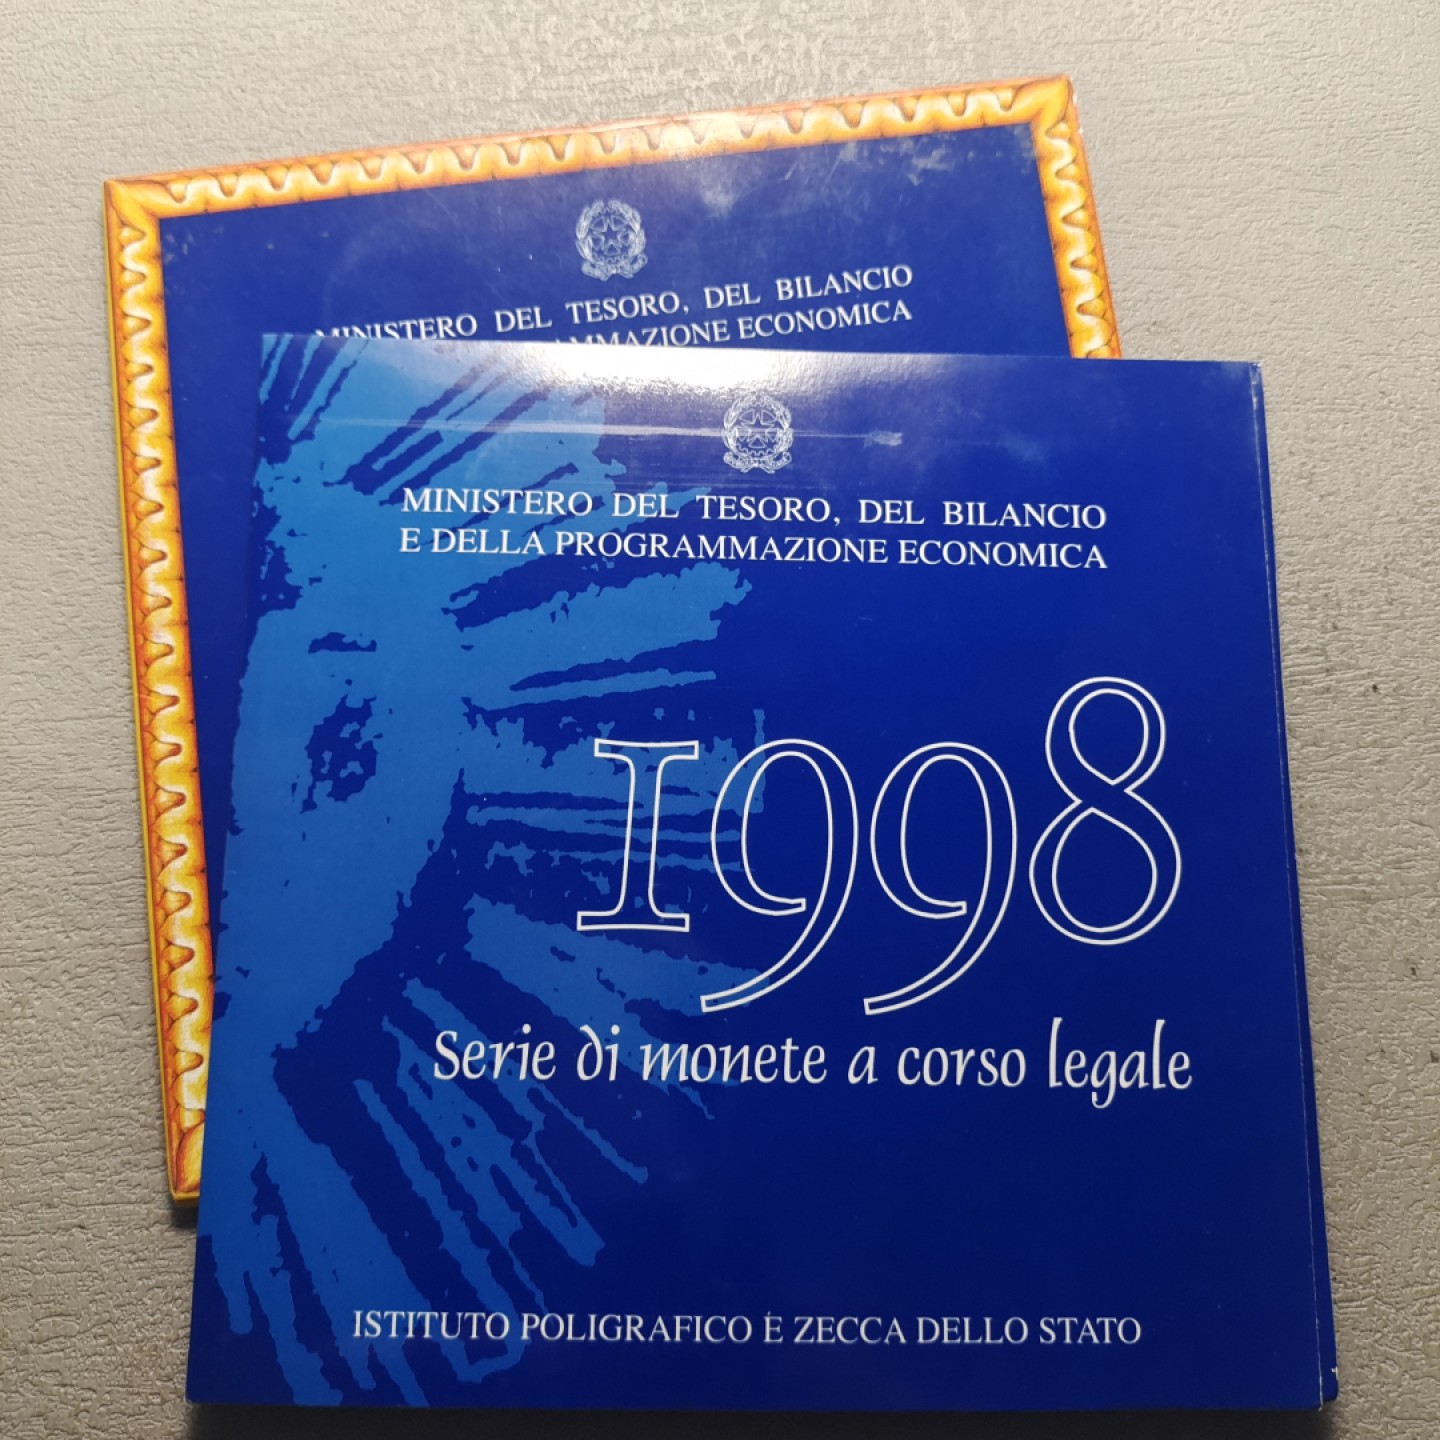 MINISTERO DEL TESORO, DEL BILANCIO
ECONOMICA
MINISTERO DEL TESORO, DEL BILANCIO
E DELLA PROGRAMMAZIONE ECONOMICA
1998
Serie di monete a corso legale
ISTITUTO POLIGRAFICO E ZECCA DELLO STATO